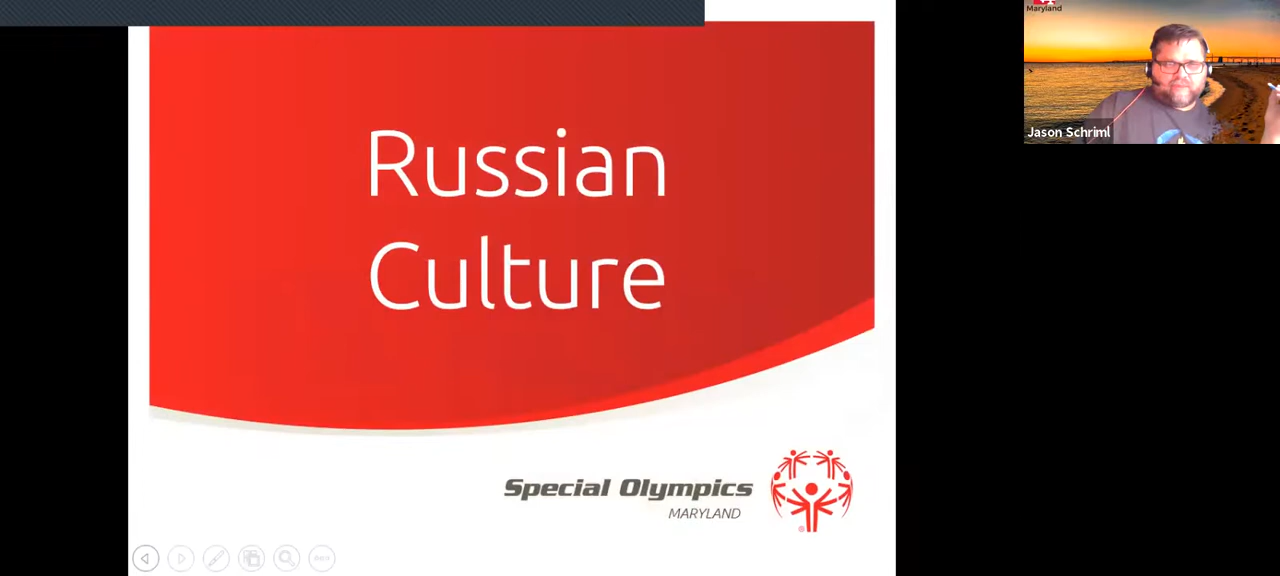 Russian
Culture
Special Olympics
MARYLAND
Maryland
Jason Schriml